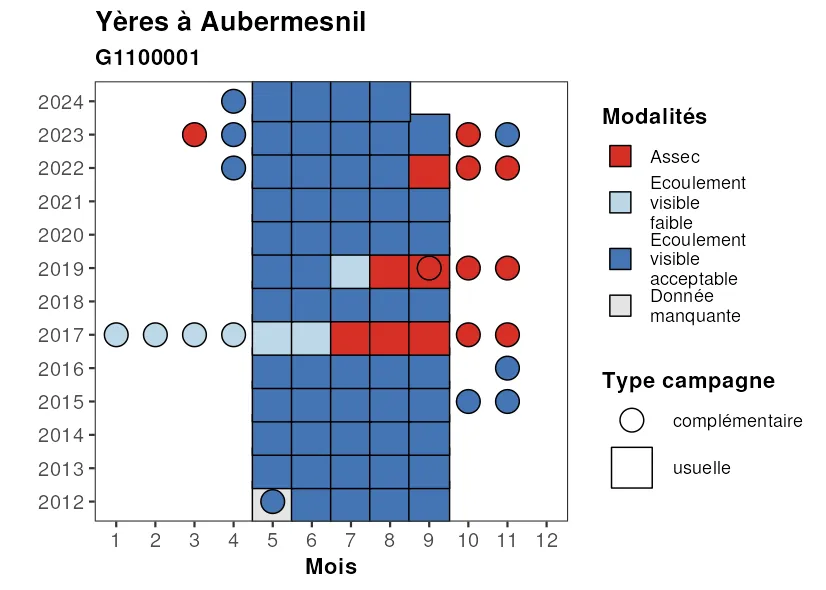 Yères à Aubermesnil
G1100001
2024
2023
2022
2021
2020
2019
2018
2017
2016
2015
2014
2013
2012
1 2 3 4 5 6 7 8 9 10 11 12
Mois
Modalités
Assec
Ecoulement
visible
faible
Ecoulement
visible
acceptable
Donnée
manquante
Type campagne
complémentaire
usuelle